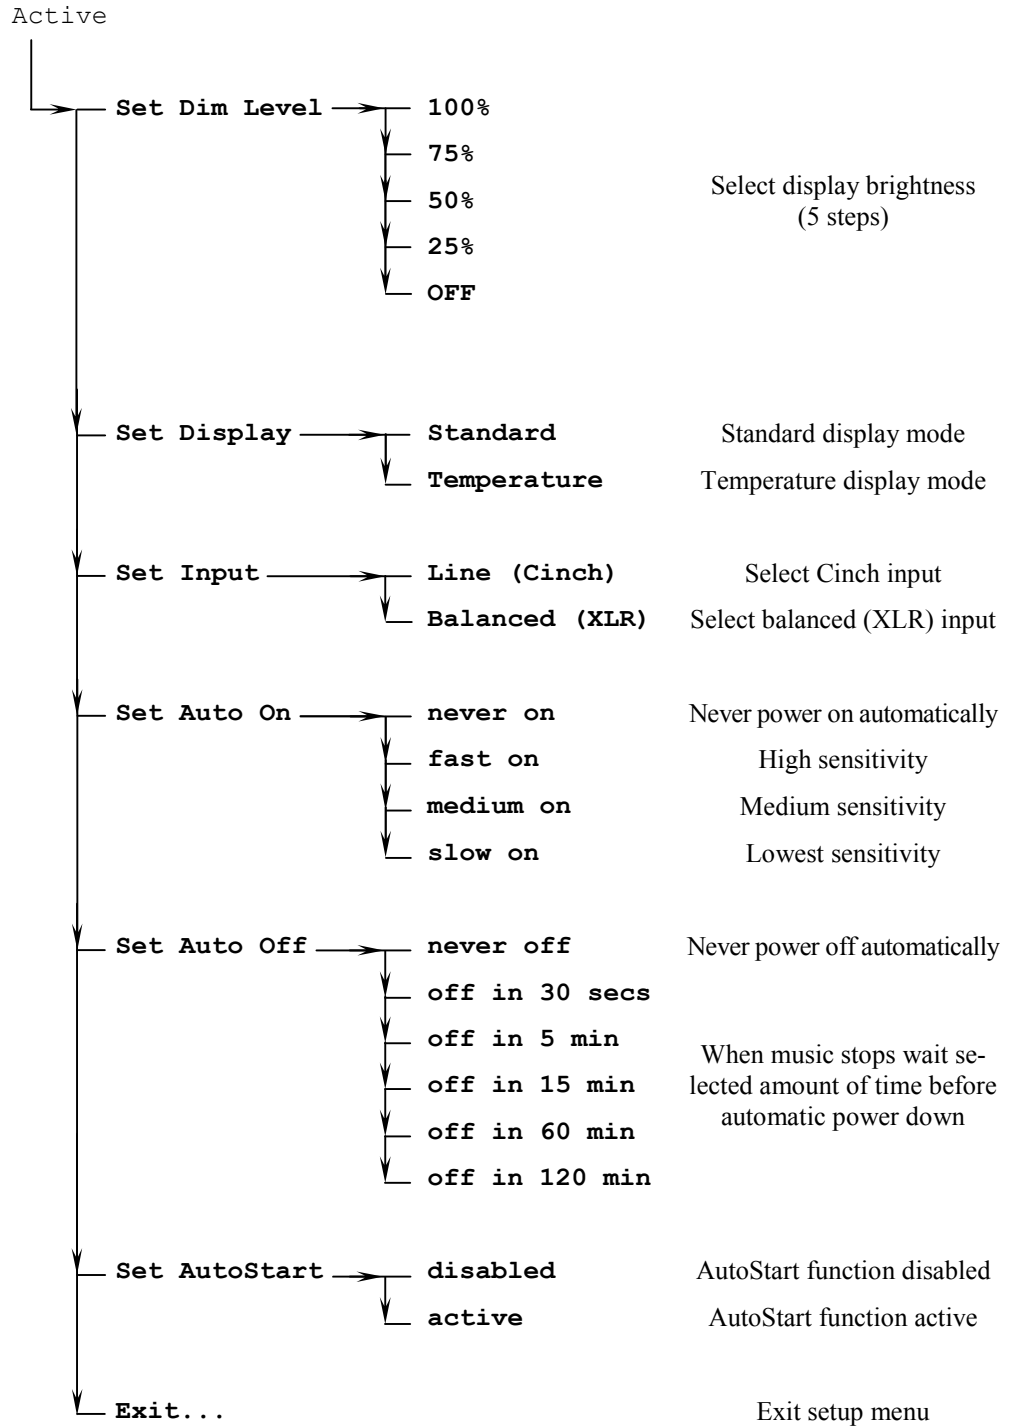 Active
Set Dim Level
100%
75%
50%
25%
OFF
Select display brightness
(5 steps)
Set Display
Standard
Standard display mode
Temperature
Temperature display mode
Set Input
Line (Cinch)
Select Cinch input
Balanced (XLR)
Select balanced (XLR) input
Set Auto On
never on
Never power on automatically
fast on
High sensitivity
medium on
Medium sensitivity
slow on
Lowest sensitivity
Set Auto Off
never off
Never power off automatically
off in 30 secs
off in 5 min
off in 15 min
off in 60 min
off in 120 min
When music stops wait se-
lected amount of time before
automatic power down
Set AutoStart
disabled
AutoStart function disabled
active
AutoStart function active
Exit...
Exit setup menu